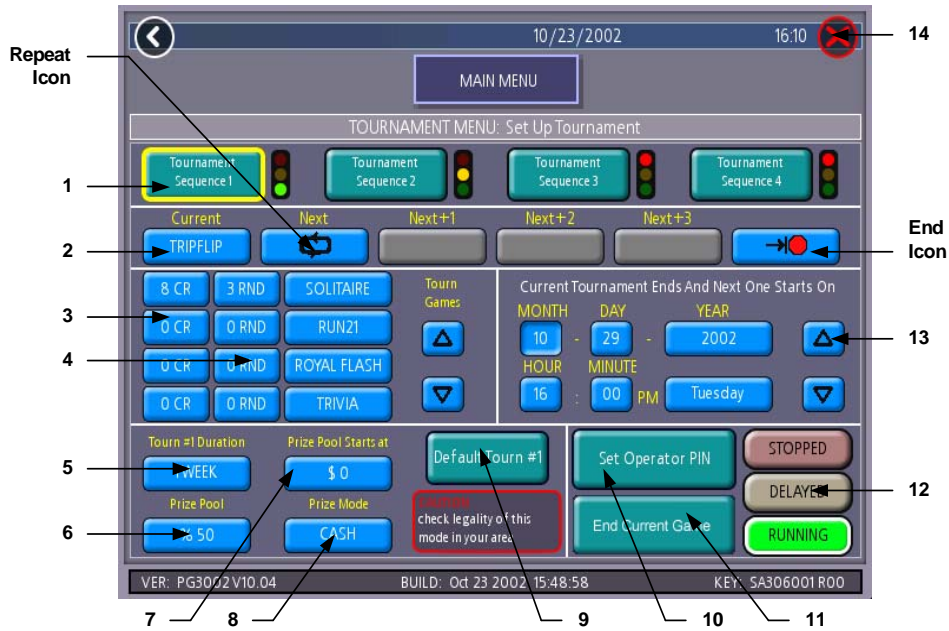 10/23/2002 16:10 14
Repeat
Icon
MAIN MENU
TOURNAMENT MENU: Set Up Tournament
Tournament
Sequence 1
Tournament
Sequence 2
Tournament
Sequence 3
Tournament
Sequence 4
1
Current Next Next+1 Next+2 Next+3
2 TRIPFLIP
End
Icon
8 CR 3 RND SOLITAIRE
0 CR 0 RND RUN21
0 CR 0 RND ROYAL FLASH
0 CR 0 RND TRIVIA
3
4
Tourn
Games
Current Tournament Ends And Next One Starts On
MONTH DAY YEAR
10 - 29 - 2002
13
HOUR MINUTE
16 : 00 PM Tuesday
Tourn #1 Duration
5 1WEEK
Prize Pool
6 % 50
Prize Pool Starts at
$ 0
Prize Mode
CASH
Default Tourn #1
CAUTION:
check legality of this
mode in your area
Set Operator PIN
End Current Game
STOPPED
DELAYED 12
RUNNING
VER: PG3002 V10.04 BUILD: Oct 23 2002 15:48:58 KEY: SA306001 R00
7 8 9 10 11